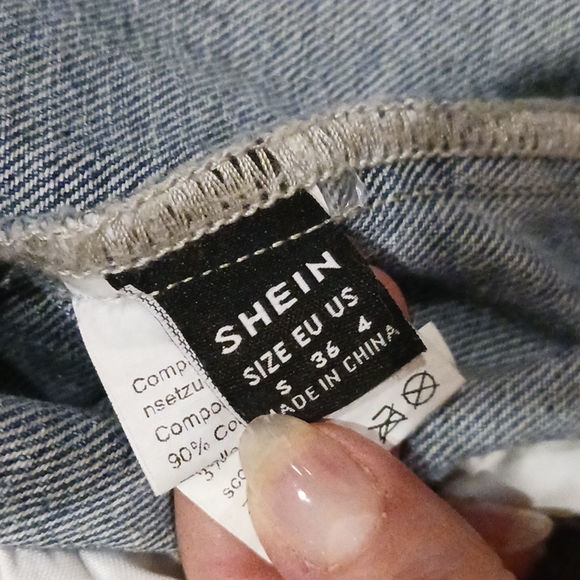 SHEIN
SIZE EU US
S 36 4
MADE IN CHINA
Comp
nsetzu
Compo
90% Co